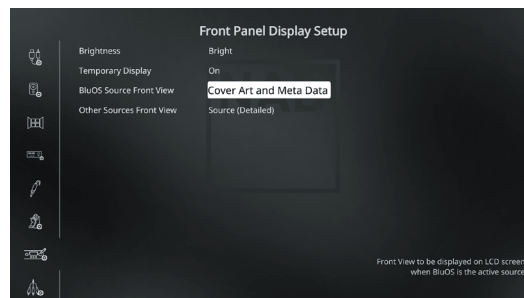 Front Panel Display Setup
Brightness Bright
Temporary Display On
BluOS Source Front View Cover Art and Meta Data
Other Sources Front View Source (Detailed)
Front View to be displayed on LCD screen
when BluOS is the active source